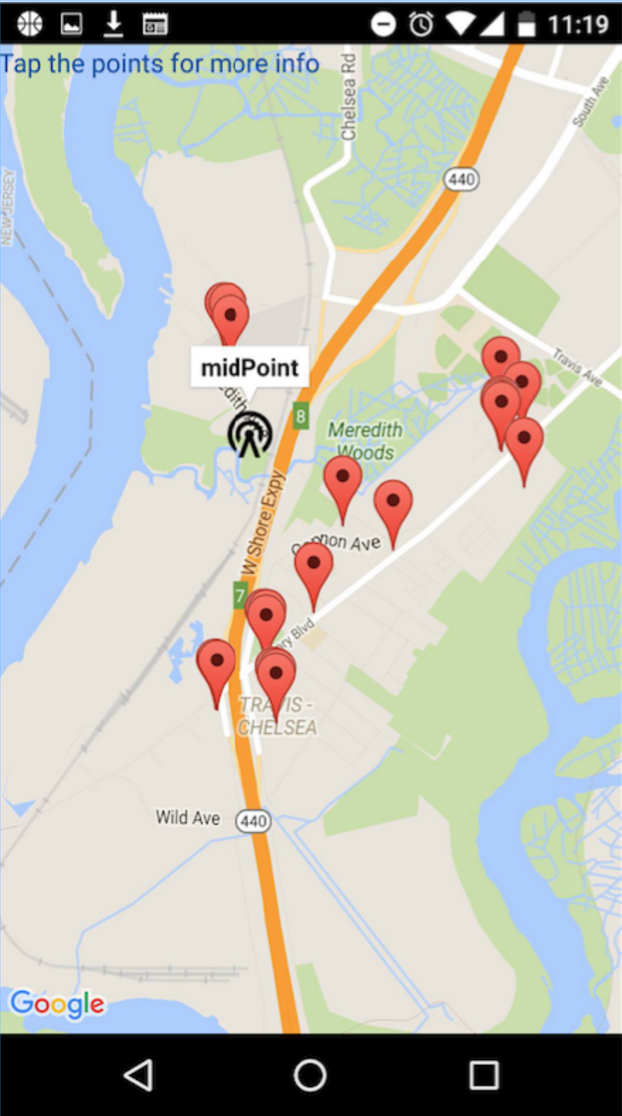 11:19
Tap the points for more info
Chelsea Rd
South Ave
NEW JERSEY
440
Travis Ave
midPoint
8
Meredith
Woods
W Shore Expy
Ave
7
TRAVIS -
CHELSEA
Wild Ave
440
Google